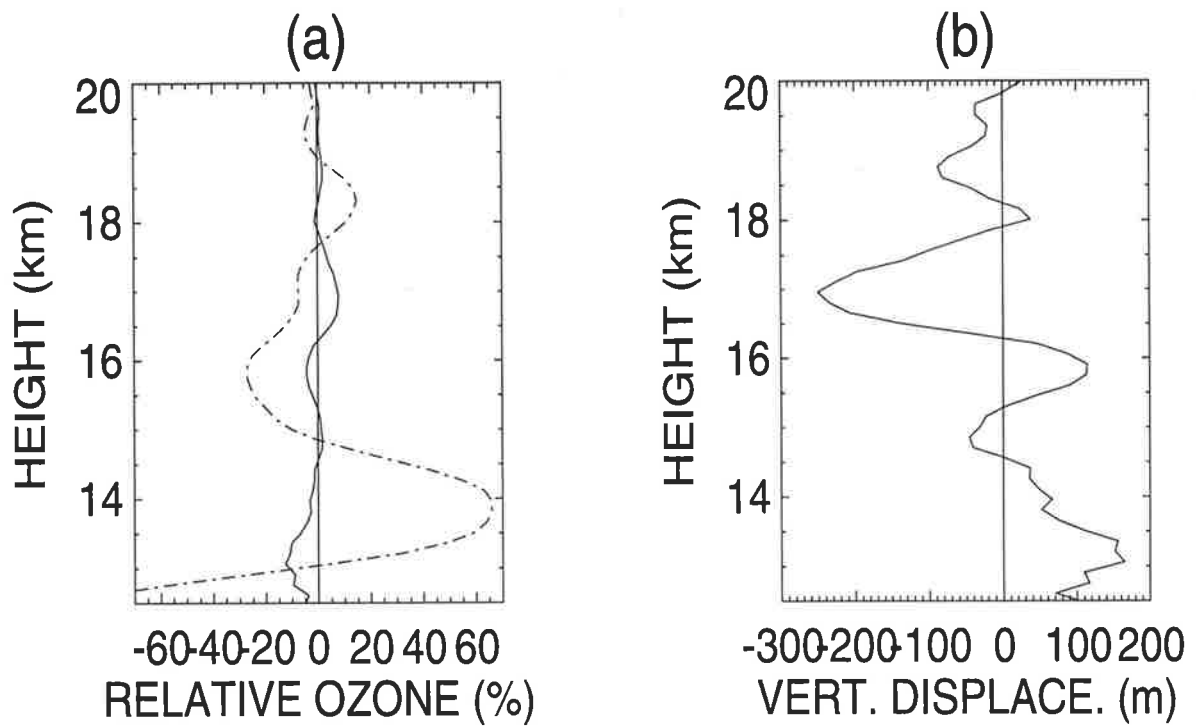 (a)
20
18
16
14
HEIGHT (km)
-60 -40 -20 0 20 40 60
RELATIVE OZONE (%)
(b)
20
18
16
14
HEIGHT (km)
-300 -200 -100 0 100 200
VERT. DISPLACE. (m)